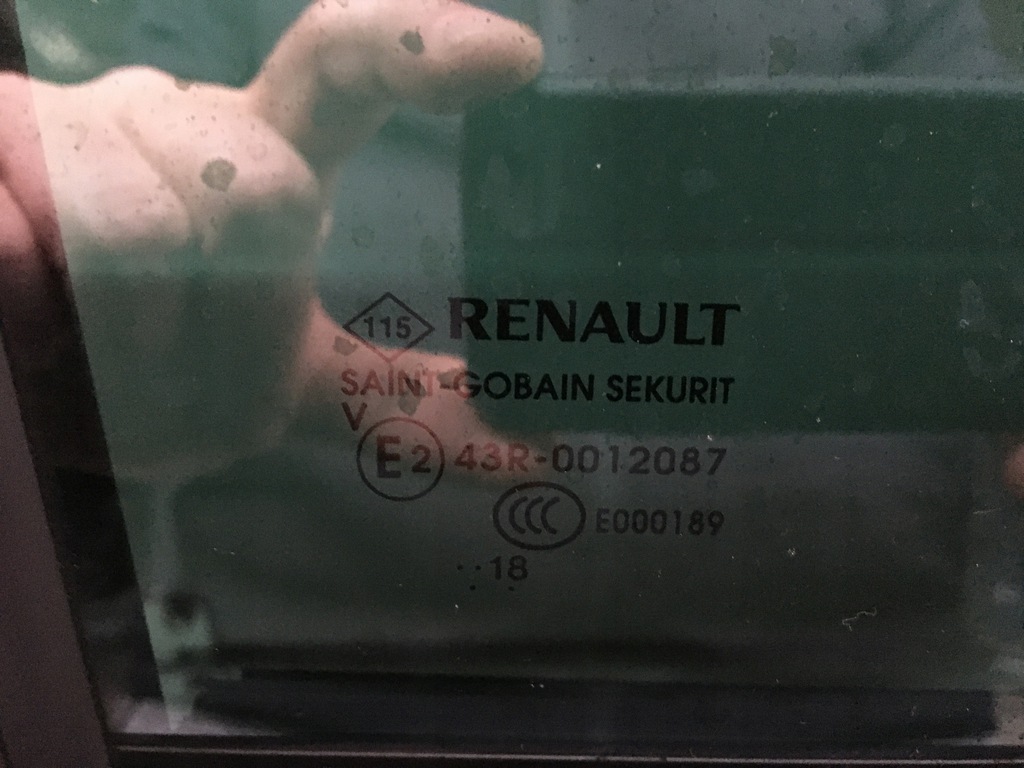 115 RENAULT
SAINT-GOBAIN SEKURIT
V
E2 43R-0012087
CCC E000189
..18
. .